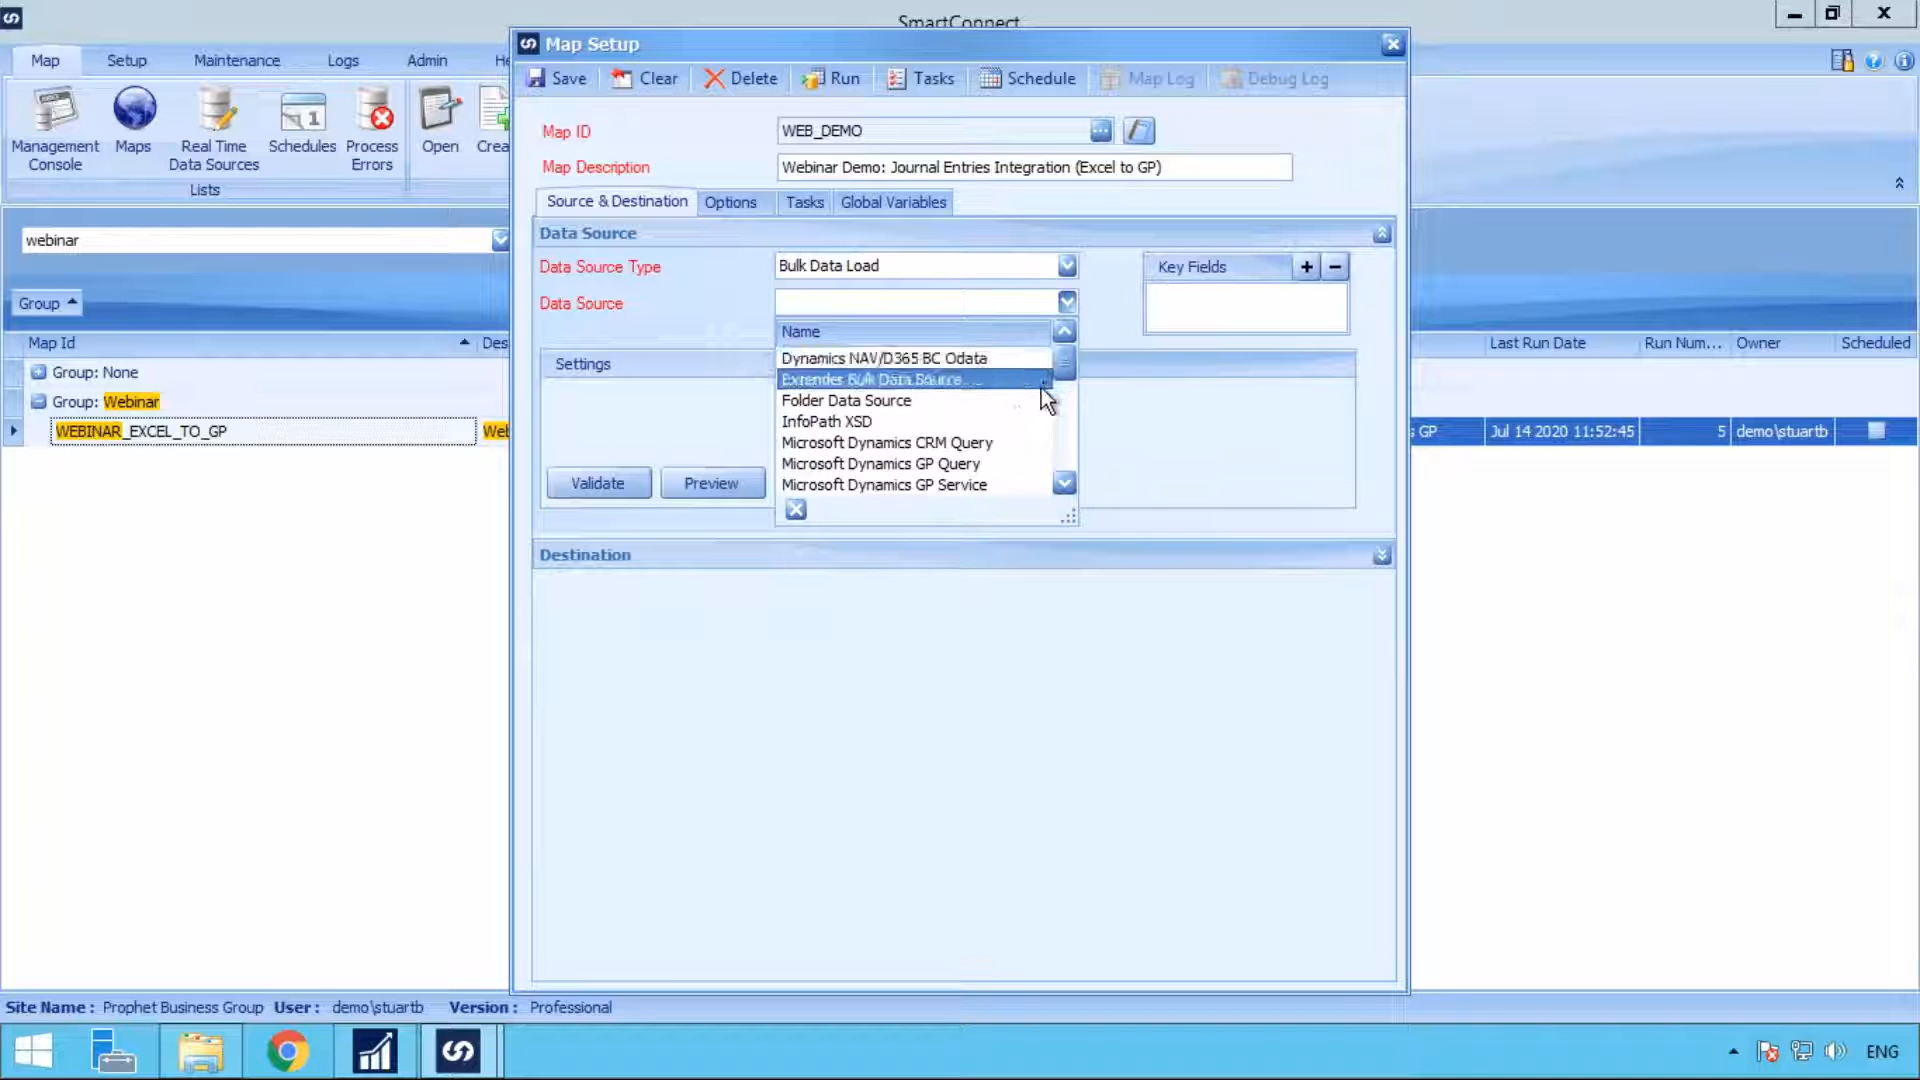 SmartConnect
Map Setup
Map
Setup
Maintenance
Logs
Admin
He
Save
Clear
Delete
Run
Tasks
Schedule
Map Log
Debug Log
Management Console
Maps
Real Time Data Sources
Schedules
Process Errors
Open
Crea
Lists
Map ID
WEB_DEMO
Map Description
Webinar Demo: Journal Entries Integration (Excel to GP)
Source & Destination
Options
Tasks
Global Variables
Data Source
webinar
Data Source Type
Bulk Data Load
Key Fields
Data Source
Group
Name
Map Id
Des
Last Run Date
Run Num...
Owner
Scheduled
Dynamics NAV/D365 BC Odata
Settings
Group: None
Extender Bulk Data Source
Group: Webinar
Folder Data Source
InfoPath XSD
WEBINAR_EXCEL_TO_GP
Web
GP
Jul 14 2020 11:52:45
5
demo\stuartb
Microsoft Dynamics CRM Query
Microsoft Dynamics GP Query
Validate
Preview
Microsoft Dynamics GP Service
Destination
Site Name : Prophet Business Group User : demo\stuartb Version : Professional
ENG